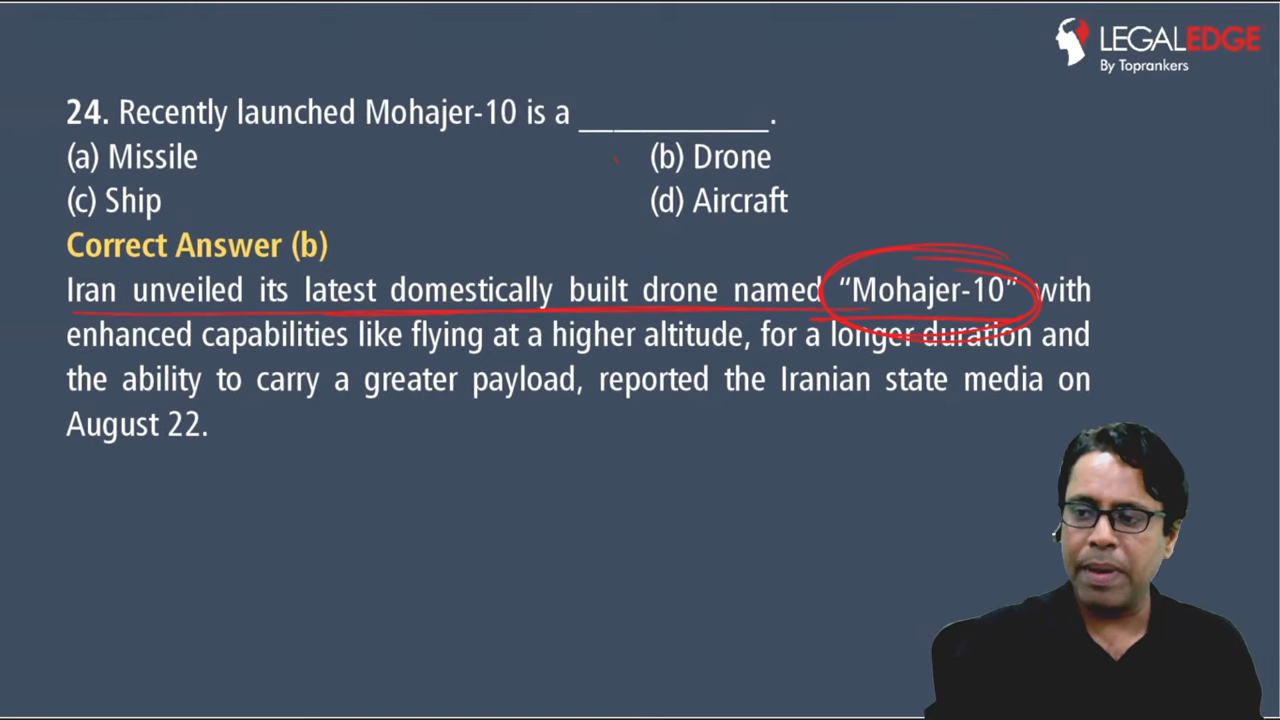 LEGALEDGE
By Toprankers
24. Recently launched Mohajer-10 is a ____________.
(a) Missile (b) Drone
(c) Ship (d) Aircraft
Correct Answer (b)
Iran unveiled its latest domestically built drone named “Mohajer-10” with
enhanced capabilities like flying at a higher altitude, for a longer duration and
the ability to carry a greater payload, reported the Iranian state media on
August 22.